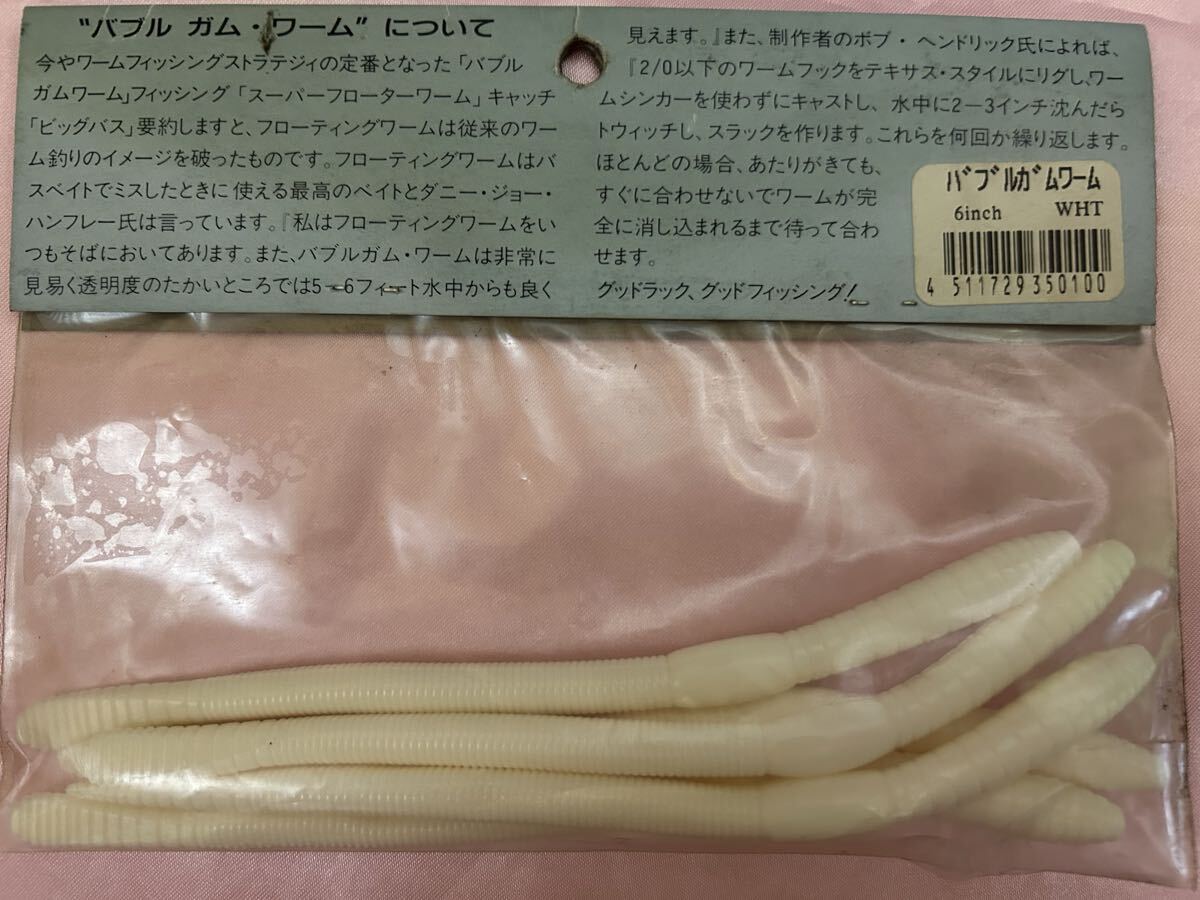 “バブル ガム・ワーム” について
今やワームフィッシングストラテジィの定番となった「バブル
ガムワーム」フィッシング「スーパーフローターワーム」キャッチ
「ビッグバス」要約しますと、フローティングワームは従来のワー
ム釣りのイメージを破ったものです。フローティングワームはバ
スベイトでミスしたときに使える最高のベイトとダニー・ジョー・
ハンフレー氏は言っています。『私はフローティングワームをい
つもそばにおいてあります。また、バブルガム・ワームは非常に
見易く透明度のたかいところでは5−6フィート水中からも良く
見えます。』また、制作者のボブ・ヘンドリック氏によれば、
『2/0以下のワームフックをテキサス・スタイルにリグし、ワー
ムシンカーを使わずにキャストし、水中に2−3インチ沈んだら
トウィッチし、スラックを作ります。これらを何回か繰り返します。
ほとんどの場合、あたりがきても、
すぐに合わせないでワームが完
全に消し込まれるまで待って合わ
せます。
グッドラック、グッドフィッシング！
ﾊﾞﾌﾞﾙｶﾞﾑワーム
6inch WHT
4 511729 350100